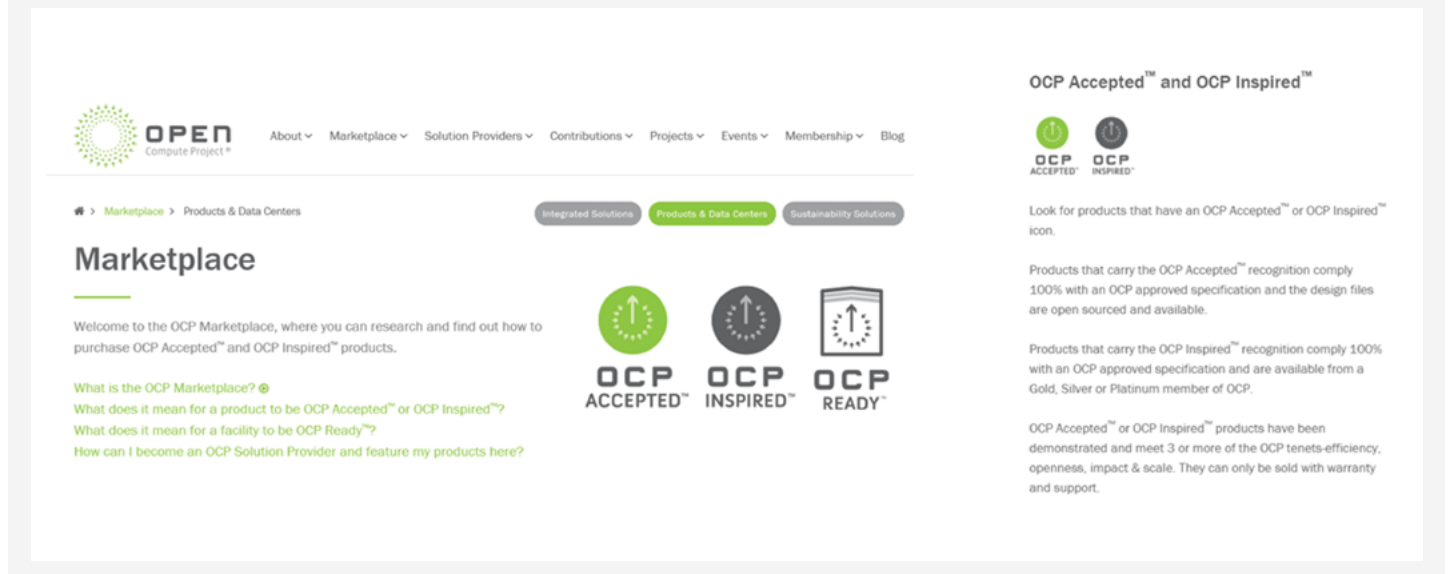 OPEN
Compute Project®
About
Marketplace
Solution Providers
Contributions
Projects
Events
Membership
Blog
> Marketplace > Products & Data Centers
Integrated Solutions
Products & Data Centers
Sustainability Solutions
Marketplace
Welcome to the OCP Marketplace, where you can research and find out how to
purchase OCP Accepted™ and OCP Inspired™ products.
What is the OCP Marketplace?
What does it mean for a product to be OCP Accepted™ or OCP Inspired™?
What does it mean for a facility to be OCP Ready™?
How can I become an OCP Solution Provider and feature my products here?
OCP
ACCEPTED™
OCP
INSPIRED™
OCP
READY™
OCP Accepted™ and OCP Inspired™
OCP
ACCEPTED™
OCP
INSPIRED™
Look for products that have an OCP Accepted™ or OCP Inspired™
icon.
Products that carry the OCP Accepted™ recognition comply
100% with an OCP approved specification and the design files
are open sourced and available.
Products that carry the OCP Inspired™ recognition comply 100%
with an OCP approved specification and are available from a
Gold, Silver or Platinum member of OCP.
OCP Accepted™ or OCP Inspired™ products have been
demonstrated and meet 3 or more of the OCP tenets-efficiency,
openness, impact & scale. They can only be sold with warranty
and support.